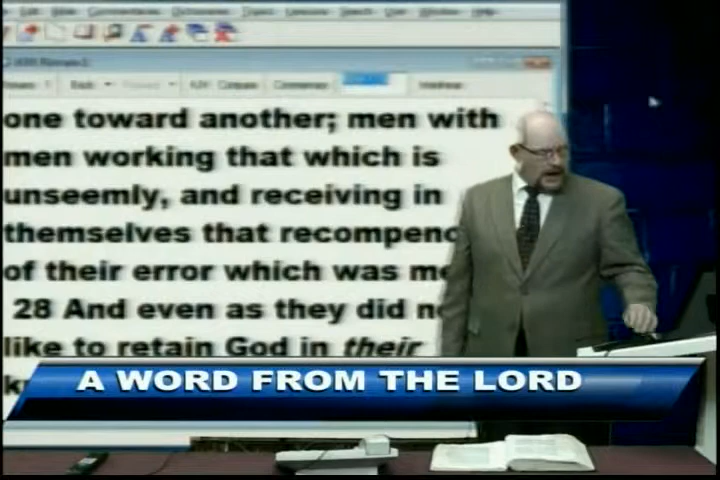 one toward another; men with
men working that which is
unseemly, and receiving in
themselves that recompenc
of their error which was me
28 And even as they did no
like to retain God in their
A WORD FROM THE LORD